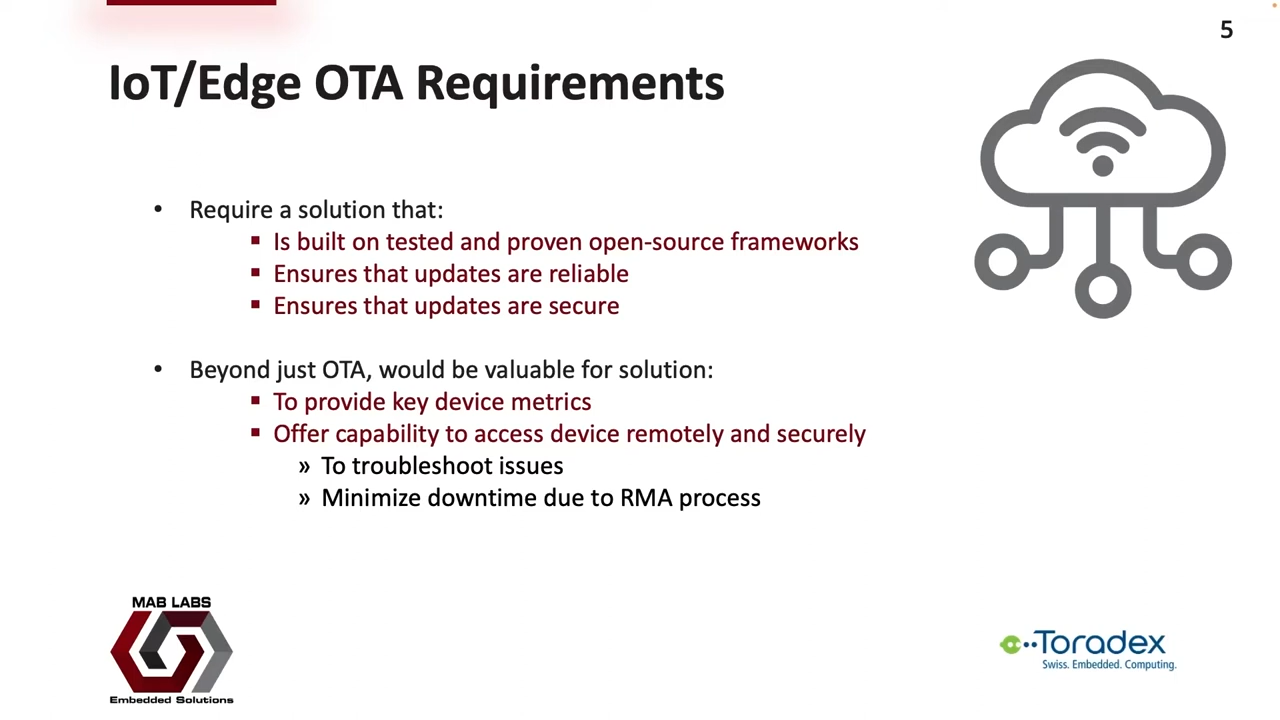 5
IoT/Edge OTA Requirements
• Require a solution that:
▪ Is built on tested and proven open-source frameworks
▪ Ensures that updates are reliable
▪ Ensures that updates are secure
• Beyond just OTA, would be valuable for solution:
▪ To provide key device metrics
▪ Offer capability to access device remotely and securely
» To troubleshoot issues
» Minimize downtime due to RMA process
MAB LABS
Embedded Solutions
Toradex
Swiss. Embedded. Computing.